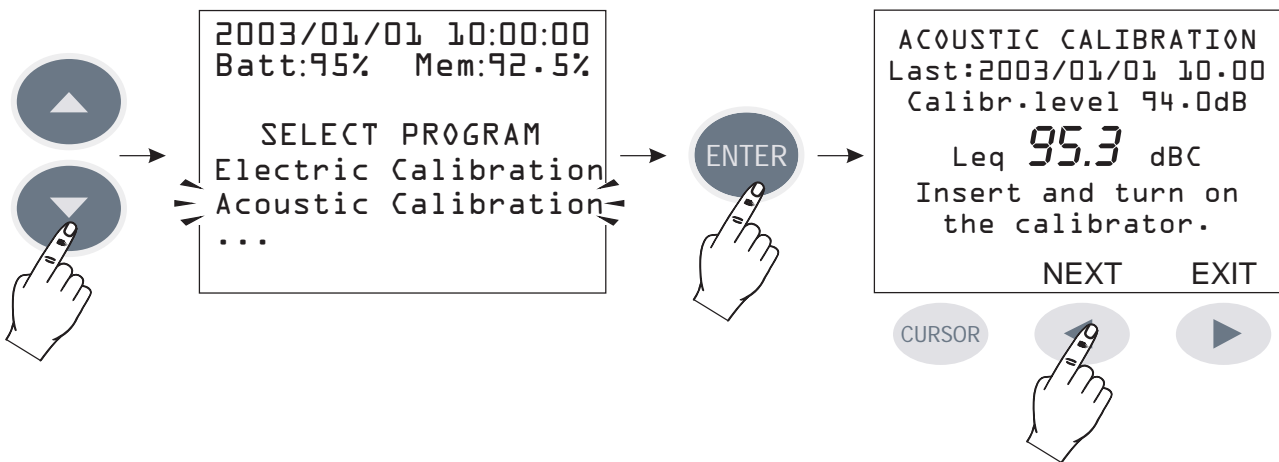 2003/01/01 10:00:00
Batt:95% Mem:92.5%
SELECT PROGRAM
Electric Calibration
Acoustic Calibration
...
ENTER
ACOUSTIC CALIBRATION
Last:2003/01/01 10.00
Calibr.level 94.0dB
Leq 95.3 dBC
Insert and turn on
the calibrator.
NEXT EXIT
CURSOR